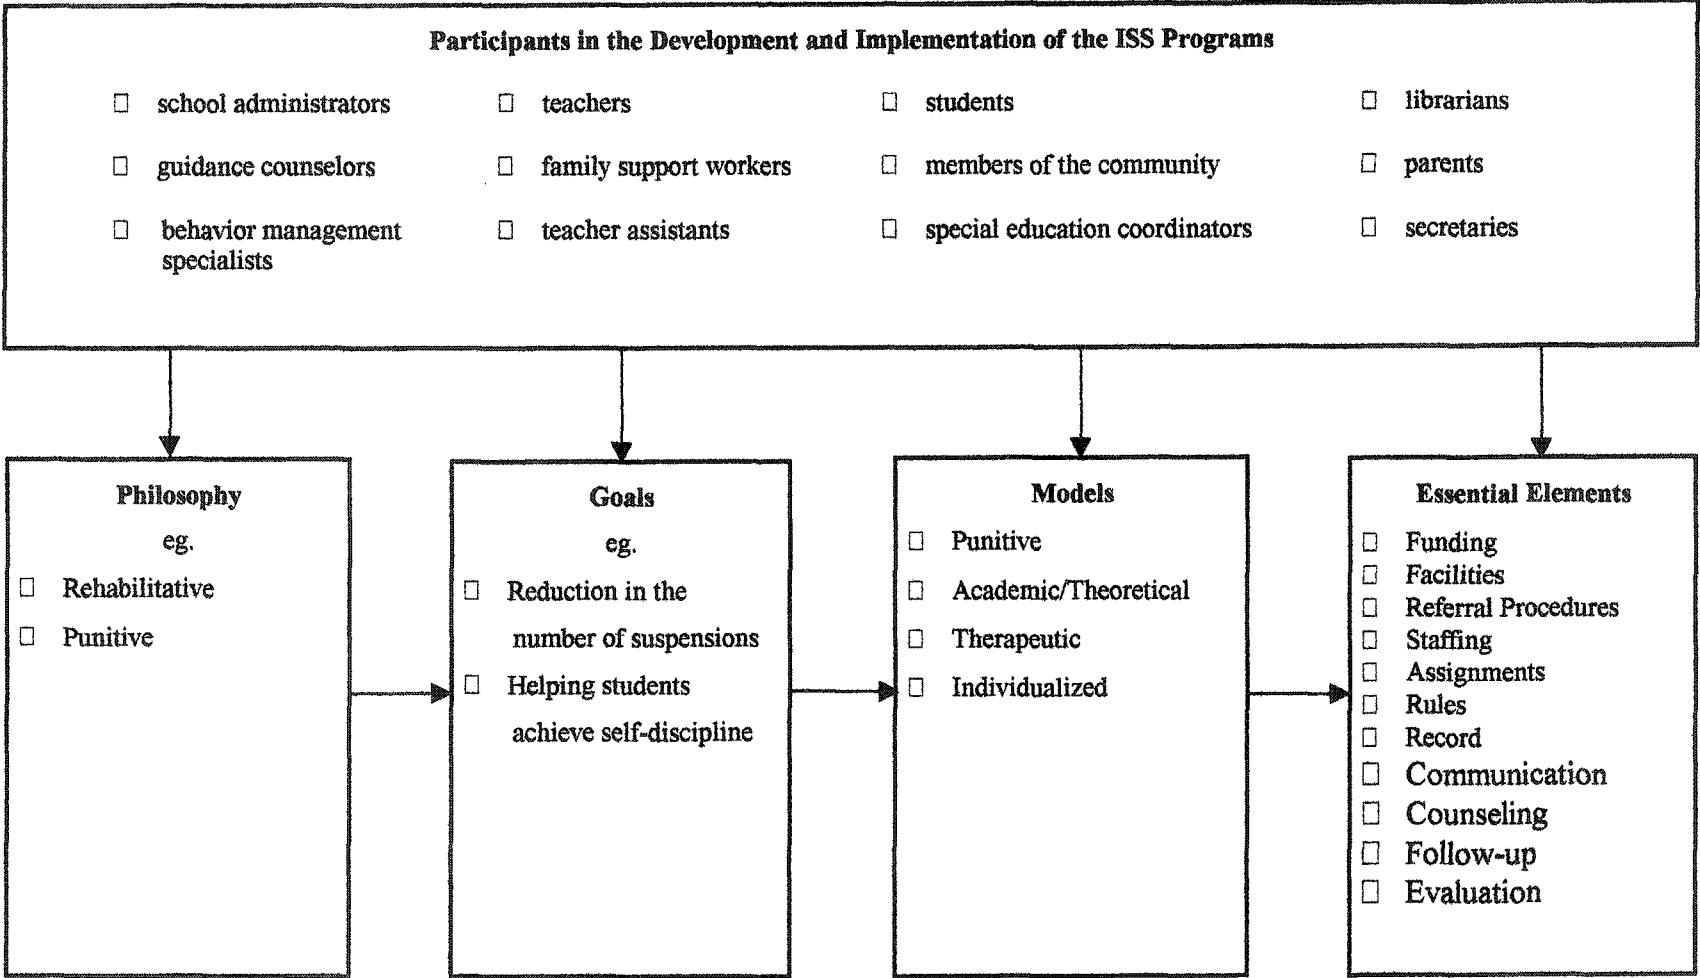 Participants in the Development and Implementation of the ISS Programs
school administrators
teachers
students
librarians
guidance counselors
family support workers
members of the community
parents
behavior management
specialists
teacher assistants
special education coordinators
secretaries
Philosophy
eg.
Rehabilitative
Punitive
Goals
eg.
Reduction in the
number of suspensions
Helping students
achieve self-discipline
Models
Punitive
Academic/Theoretical
Therapeutic
Individualized
Essential Elements
Funding
Facilities
Referral Procedures
Staffing
Assignments
Rules
Record
Communication
Counseling
Follow-up
Evaluation